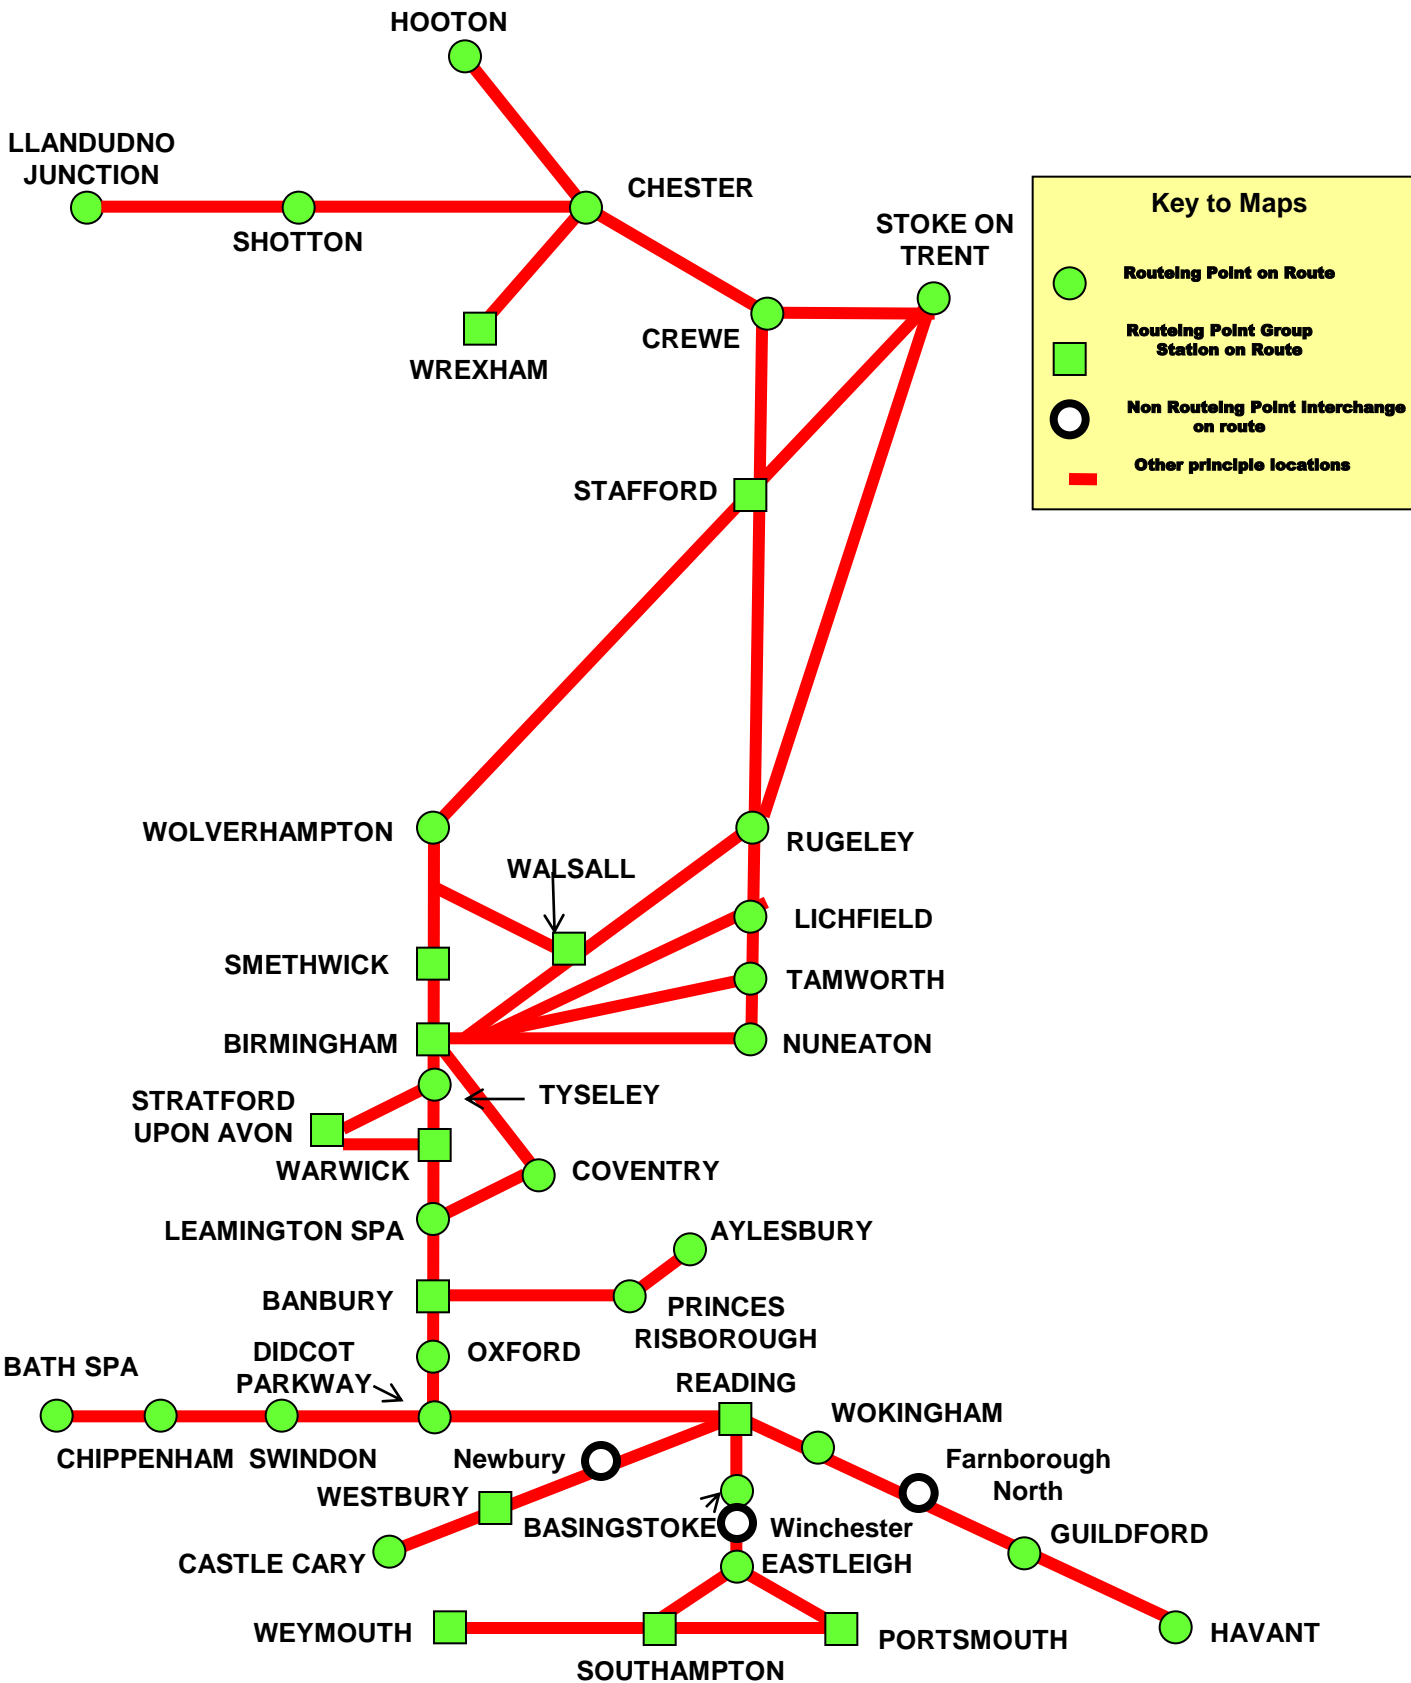 HOOTON
LLANDUDNO
JUNCTION
CHESTER
SHOTTON
STOKE ON
TRENT
CREWE
WREXHAM
Key to Maps
Routeing Point on Route
Routeing Point Group
Station on Route
Non Routeing Point Interchange
on route
Other principle locations
STAFFORD
WOLVERHAMPTON
RUGELEY
WALSALL
LICHFIELD
SMETHWICK
TAMWORTH
BIRMINGHAM
NUNEATON
TYSELEY
STRATFORD
UPON AVON
WARWICK
COVENTRY
LEAMINGTON SPA
AYLESBURY
BANBURY
PRINCES
RISBOROUGH
DIDCOT
PARKWAY
OXFORD
BATH SPA
READING
WOKINGHAM
CHIPPENHAM
SWINDON
Newbury
Farnborough
North
WESTBURY
BASINGSTOKE
Winchester
GUILDFORD
CASTLE CARY
EASTLEIGH
WEYMOUTH
PORTSMOUTH
HAVANT
SOUTHAMPTON